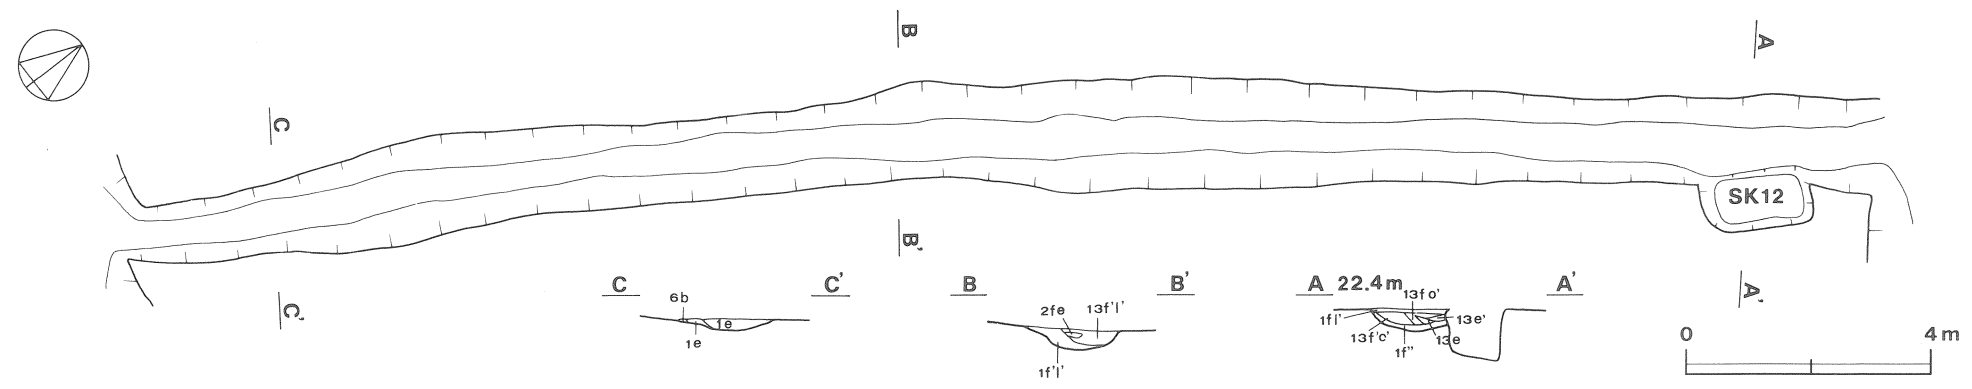 B
A
C
SK12
B'
C'
A'
C C' B B' A 22.4m A'
6b
1e
1e
2fe 13f'l'
1f'l'
13fo'
1fl' 13e'
13f'c' 13e
1f"
0 4m